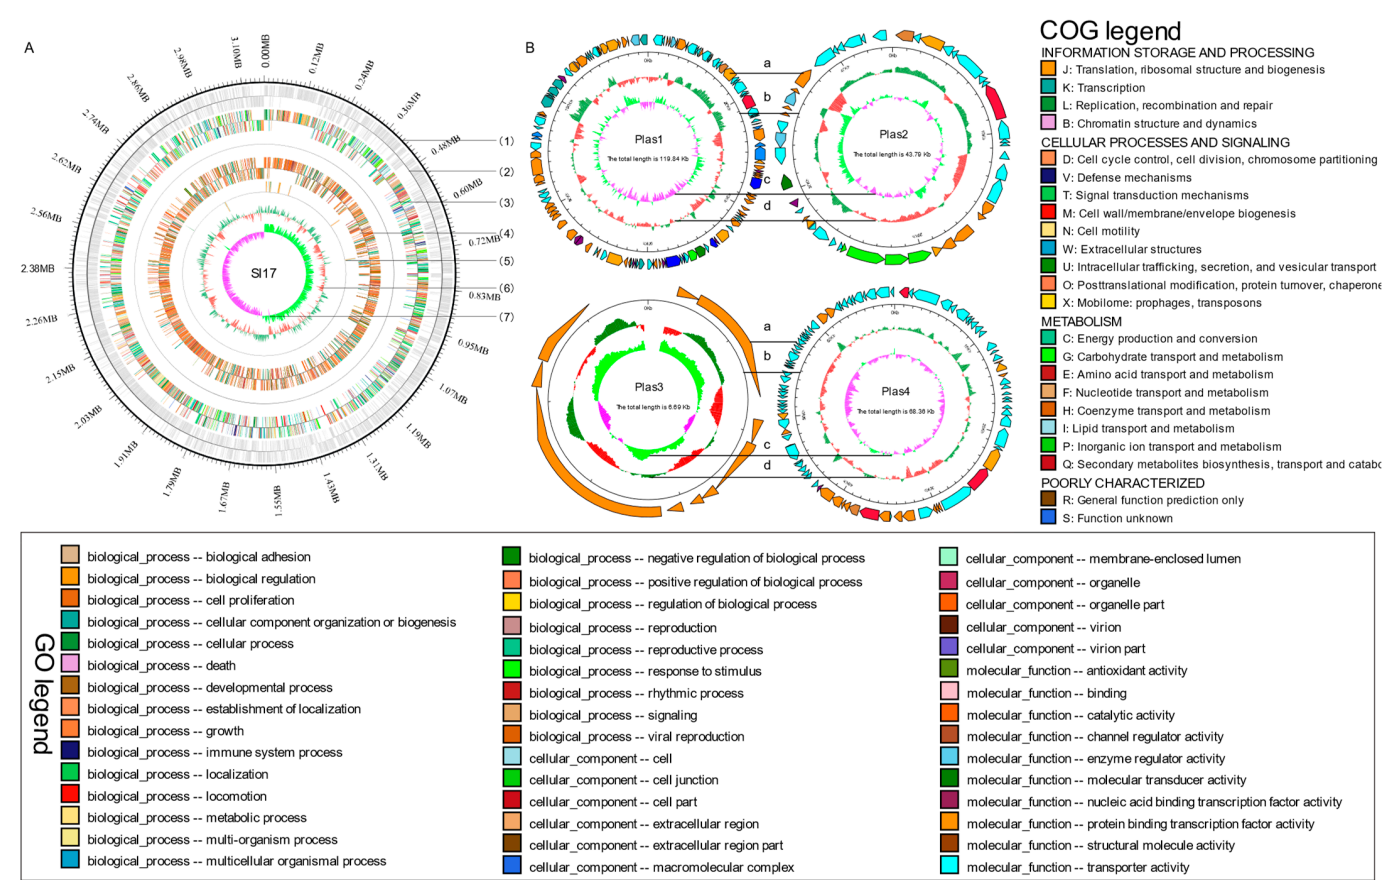 A
0.00MB
0.12MB
0.24MB
0.36MB
0.48MB
0.60MB
0.72MB
0.83MB
0.95MB
1.07MB
1.19MB
1.31MB
1.43MB
1.55MB
1.67MB
1.79MB
1.91MB
2.03MB
2.15MB
2.26MB
2.38MB
2.56MB
2.62MB
2.74MB
2.86MB
2.98MB
3.10MB
(1)
(2)
(3)
(4)
(5)
(6)
(7)
SI17
B
Plas1
The total length is 119.84 Kb
Plas2
The total length is 43.79 Kb
a
b
c
d
Plas3
The total length is 6.69 Kb
Plas4
The total length is 68.36 Kb
a
b
c
d
COG legend
INFORMATION STORAGE AND PROCESSING
J: Translation, ribosomal structure and biogenesis
K: Transcription
L: Replication, recombination and repair
B: Chromatin structure and dynamics
CELLULAR PROCESSES AND SIGNALING
D: Cell cycle control, cell division, chromosome partitioning
V: Defense mechanisms
T: Signal transduction mechanisms
M: Cell wall/membrane/envelope biogenesis
N: Cell motility
W: Extracellular structures
U: Intracellular trafficking, secretion, and vesicular transport
O: Posttranslational modification, protein turnover, chaperone
X: Mobilome: prophages, transposons
METABOLISM
C: Energy production and conversion
G: Carbohydrate transport and metabolism
E: Amino acid transport and metabolism
F: Nucleotide transport and metabolism
H: Coenzyme transport and metabolism
I: Lipid transport and metabolism
P: Inorganic ion transport and metabolism
Q: Secondary metabolites biosynthesis, transport and catabo
POORLY CHARACTERIZED
R: General function prediction only
S: Function unknown
GO legend
biological_process -- biological adhesion
biological_process -- biological regulation
biological_process -- cell proliferation
biological_process -- cellular component organization or biogenesis
biological_process -- cellular process
biological_process -- death
biological_process -- developmental process
biological_process -- establishment of localization
biological_process -- growth
biological_process -- immune system process
biological_process -- localization
biological_process -- locomotion
biological_process -- metabolic process
biological_process -- multi-organism process
biological_process -- multicellular organismal process
biological_process -- negative regulation of biological process
biological_process -- positive regulation of biological process
biological_process -- regulation of biological process
biological_process -- reproduction
biological_process -- reproductive process
biological_process -- response to stimulus
biological_process -- rhythmic process
biological_process -- signaling
biological_process -- viral reproduction
cellular_component -- cell
cellular_component -- cell junction
cellular_component -- cell part
cellular_component -- extracellular region
cellular_component -- extracellular region part
cellular_component -- macromolecular complex
cellular_component -- membrane-enclosed lumen
cellular_component -- organelle
cellular_component -- organelle part
cellular_component -- virion
cellular_component -- virion part
molecular_function -- antioxidant activity
molecular_function -- binding
molecular_function -- catalytic activity
molecular_function -- channel regulator activity
molecular_function -- enzyme regulator activity
molecular_function -- molecular transducer activity
molecular_function -- nucleic acid binding transcription factor activity
molecular_function -- protein binding transcription factor activity
molecular_function -- structural molecule activity
molecular_function -- transporter activity